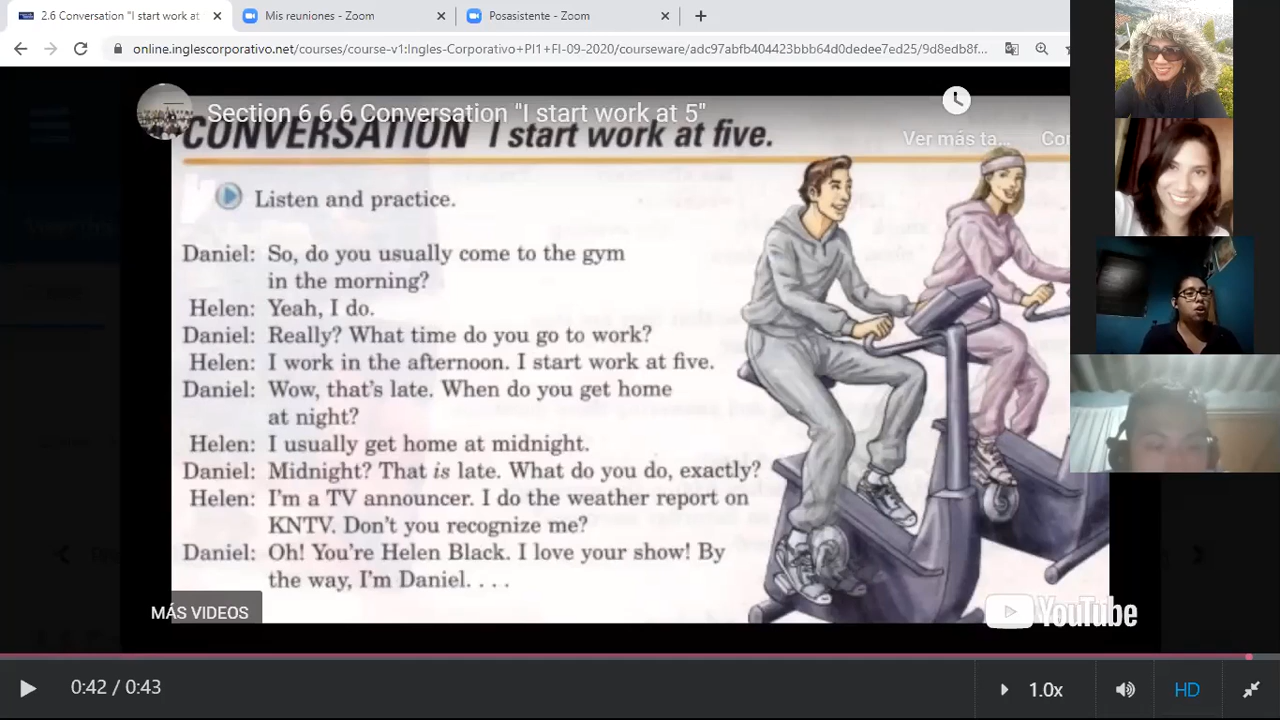 2.6 Conversation "I start work at
Mis reuniones - Zoom
Posasistente - Zoom
online.inglescorporativo.net/courses/course-v1:Ingles-Corporativo+PI1+FI-09-2020/courseware/adc97abfb404423bbb64d0dedee7ed25/9d8edb8f...
Section 6 6.6 Conversation "I start work at 5"
CONVERSATION I start work at five.
Ver más ta...
Listen and practice.
Daniel: So, do you usually come to the gym
in the morning?
Helen: Yeah, I do.
Daniel: Really? What time do you go to work?
Helen: I work in the afternoon. I start work at five.
Daniel: Wow, that's late. When do you get home
at night?
Helen: I usually get home at midnight.
Daniel: Midnight? That is late. What do you do, exactly?
Helen: I'm a TV announcer. I do the weather report on
KNTV. Don't you recognize me?
Daniel: Oh! You're Helen Black. I love your show! By
the way, I'm Daniel. . . .
MÁS VIDEOS
YouTube
0:42 / 0:43
1.0x
HD